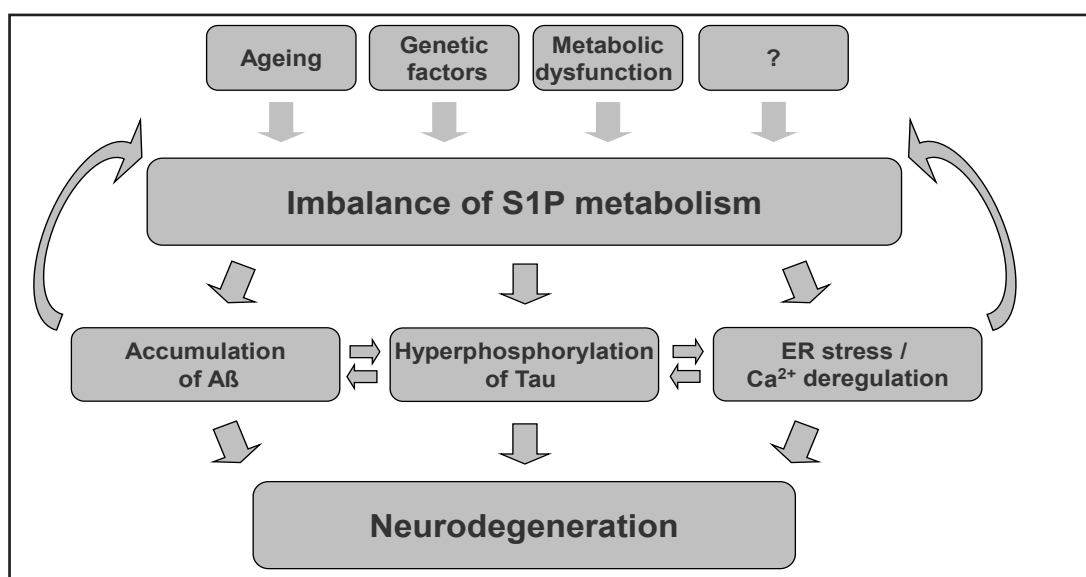 Ageing
Genetic
factors
Metabolic
dysfunction
?
Imbalance of S1P metabolism
Accumulation
of Aß
Hyperphosphorylation
of Tau
ER stress /
Ca²⁺ deregulation
Neurodegeneration